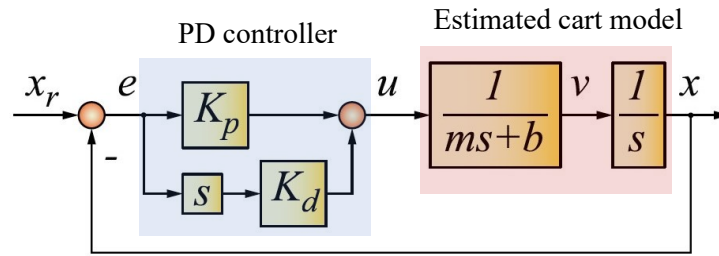 PD controller
Estimated cart model
x_r
e
K_p
u
1
ms+b
v
1
s
x
-
s
K_d